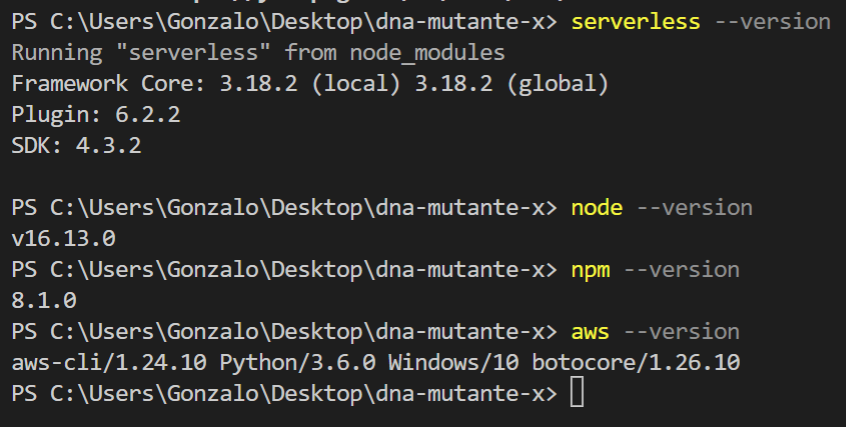 PS C:\Users\Gonzalo\Desktop\dna-mutante-x> serverless --version
Running "serverless" from node_modules
Framework Core: 3.18.2 (local) 3.18.2 (global)
Plugin: 6.2.2
SDK: 4.3.2
PS C:\Users\Gonzalo\Desktop\dna-mutante-x> node --version
v16.13.0
PS C:\Users\Gonzalo\Desktop\dna-mutante-x> npm --version
8.1.0
PS C:\Users\Gonzalo\Desktop\dna-mutante-x> aws --version
aws-cli/1.24.10 Python/3.6.0 Windows/10 botocore/1.26.10
PS C:\Users\Gonzalo\Desktop\dna-mutante-x>